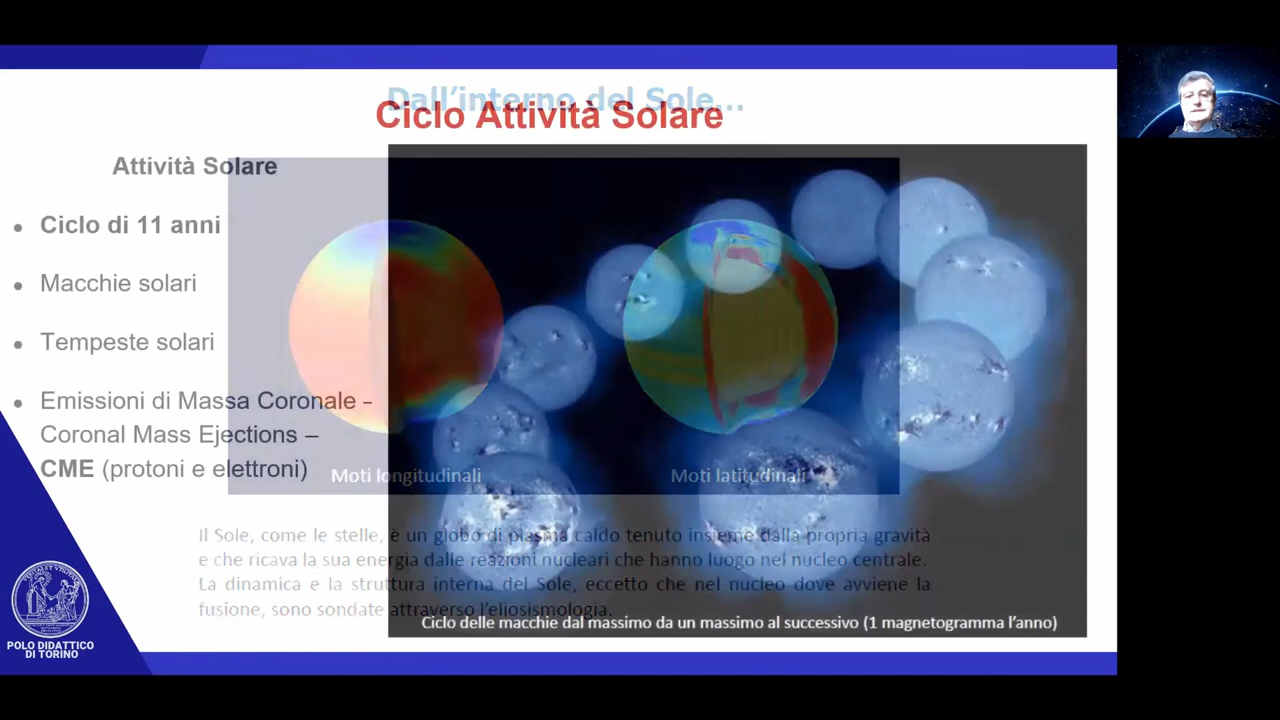 Dall'interno del Sole...
Ciclo Attività Solare
Attività Solare
Ciclo di 11 anni
Macchie solari
Tempeste solari
Emissioni di Massa Coronale –
Coronal Mass Ejections –
CME (protoni e elettroni)
Moti longitudinali
Moti latitudinali
Il Sole, come le stelle, è un globo di plasma caldo tenuto insieme dalla propria gravità
e che ricava la sua energia dalle reazioni nucleari che hanno luogo nel nucleo centrale.
La dinamica e la struttura interna del Sole, eccetto che nel nucleo dove avviene la
fusione, sono sondate attraverso l'eliosismologia.
Ciclo delle macchie dal massimo da un massimo al successivo (1 magnetogramma l'anno)
POLO DIDATTICO
DI TORINO